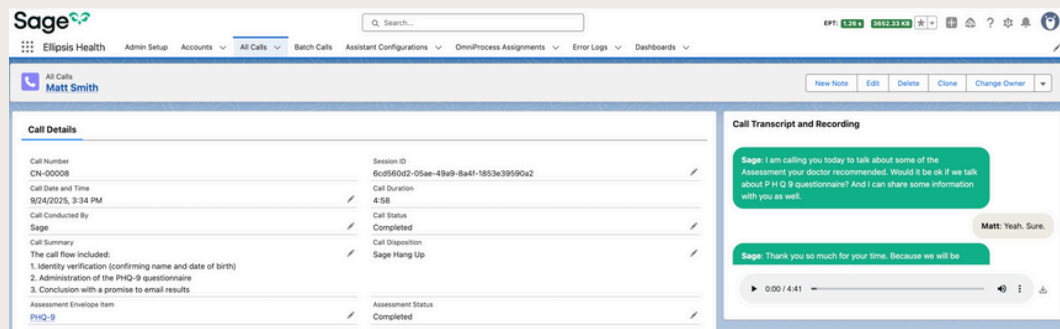 Sage
Search...
EPT: 1.26 s 3652.33 KB
Ellipsis Health Admin Setup Accounts All Calls Batch Calls Assistant Configurations OmniProcess Assignments Error Logs Dashboards
All Calls
Matt Smith
New Note Edit Delete Clone Change Owner
Call Details
Call Number
CN-00008
Session ID
6cd560d2-05ae-49a9-8a4f-1853e39590a2
Call Date and Time
9/24/2025, 3:34 PM
Call Duration
4:58
Call Conducted By
Sage
Call Status
Completed
Call Summary
The call flow included:
1. Identity verification (confirming name and date of birth)
2. Administration of the PHQ-9 questionnaire
3. Conclusion with a promise to email results
Call Disposition
Sage Hang Up
Assessment Envelope Item
PHQ-9
Assessment Status
Completed
Call Transcript and Recording
Sage: I am calling you today to talk about some of the
Assessment your doctor recommended. Would it be ok if we talk
about P H Q 9 questionnaire? And I can share some information
with you as well.
Matt: Yeah. Sure.
Sage: Thank you so much for your time. Because we will be
0:00 / 4:41